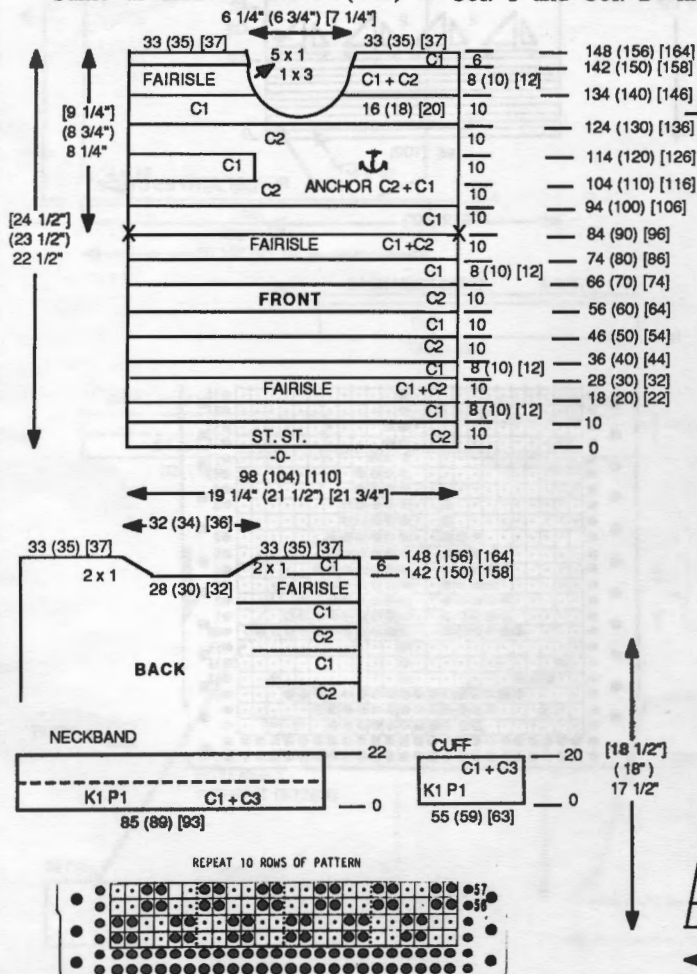 6 1/4" (6 3/4") [7 1/4"]
33 (35) [37] 33 (35) [37]
5 x 1
1 x 3
C1 6
FAIRISLE C1 + C2 8 (10) [12]
C1 16 (18) [20] 10
C2 10
C1 10
C2 ANCHOR C2 + C1 10
C1 10
FAIRISLE C1 +C2 10
C1 8 (10) [12]
FRONT C2 10
C1 10
C2 10
C1 8 (10) [12]
FAIRISLE C1+C2 10
C1 8 (10) [12]
ST. ST. C2 10
-0-
98 (104) [110]
19 1/4" (21 1/2") [21 3/4"]
[9 1/4"]
(8 3/4")
8 1/4"
[24 1/2"]
(23 1/2")
22 1/2"
148 (156) [164]
142 (150) [158]
134 (140) [146]
124 (130) [136]
114 (120) [126]
104 (110) [116]
94 (100) [106]
84 (90) [96]
74 (80) [86]
66 (70) [74]
56 (60) [64]
46 (50) [54]
36 (40) [44]
28 (30) [32]
18 (20) [22]
10
0
32 (34) [36]
33 (35) [37] 33 (35) [37]
2 x 1 2 x 1 C1 6
28 (30) [32] FAIRISLE
C1
C2
BACK C1
C2
148 (156) [164]
142 (150) [158]
NECKBAND
22
K1 P1 C1 + C3 0
85 (89) [93]
CUFF
20
C1 + C3
K1 P1 0
55 (59) [63]
[18 1/2"]
( 18" )
17 1/2"
REPEAT 10 ROWS OF PATTERN
57
56